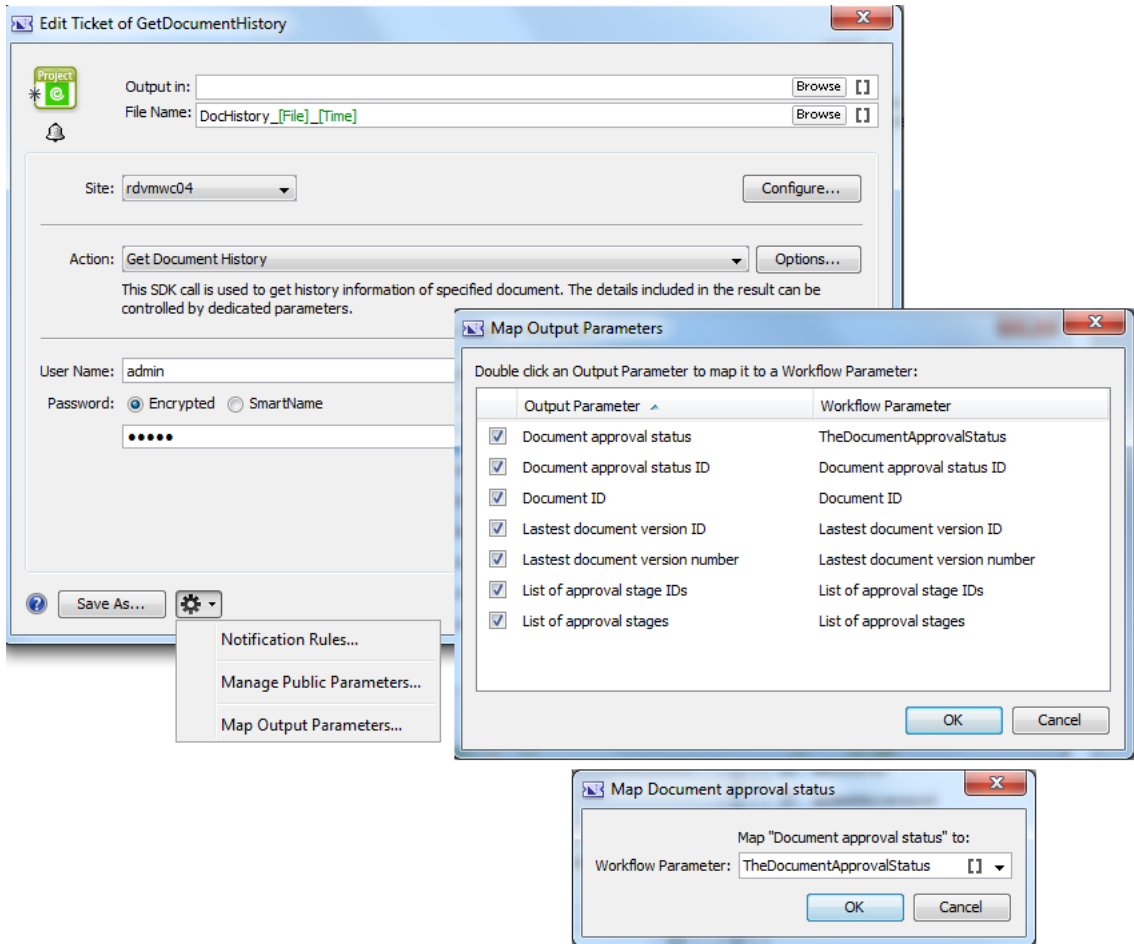 Edit Ticket of GetDocumentHistory
Project
Output in:
Browse []
File Name: DocHistory_[File]_[Time]
Browse []
Site: rdvmwc04
Configure...
Action: Get Document History
Options...
This SDK call is used to get history information of specified document. The details included in the result can be
controlled by dedicated parameters.
User Name: admin
Password: Encrypted SmartName
•••••
Save As...
Notification Rules...
Manage Public Parameters...
Map Output Parameters...
Map Output Parameters
Double click an Output Parameter to map it to a Workflow Parameter:
Output Parameter Workflow Parameter
Document approval status TheDocumentApprovalStatus
Document approval status ID Document approval status ID
Document ID Document ID
Lastest document version ID Lastest document version ID
Lastest document version number Lastest document version number
List of approval stage IDs List of approval stage IDs
List of approval stages List of approval stages
OK Cancel
Map Document approval status
Map "Document approval status" to:
Workflow Parameter: TheDocumentApprovalStatus []
OK Cancel